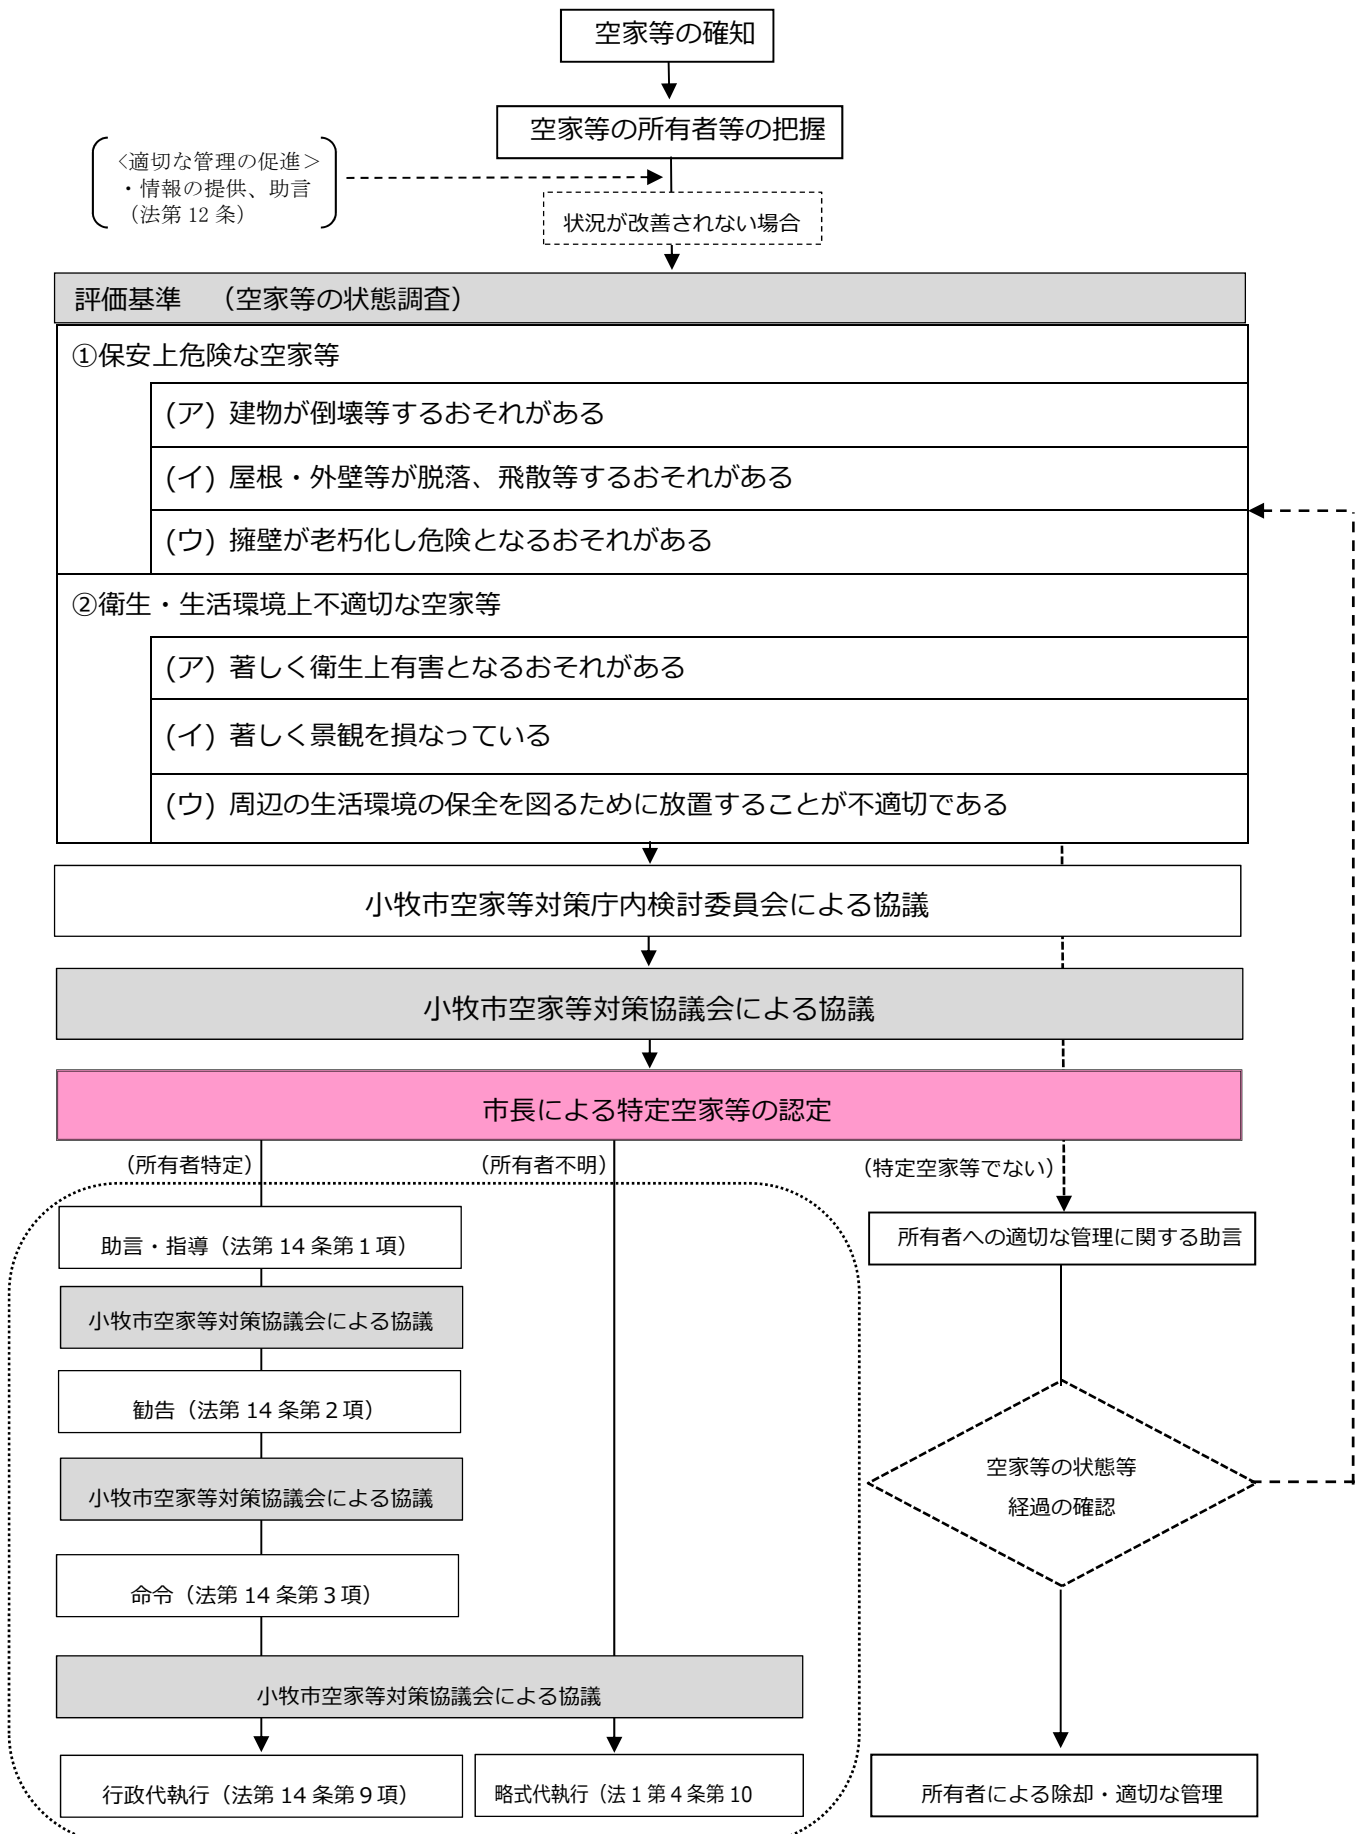 空家等の確知
空家等の所有者等の把握
＜適切な管理の促進＞
・情報の提供、助言
（法第 12 条）
状況が改善されない場合
評価基準　（空家等の状態調査）
①保安上危険な空家等
(ア) 建物が倒壊等するおそれがある
(イ) 屋根・外壁等が脱落、飛散等するおそれがある
(ウ) 擁壁が老朽化し危険となるおそれがある
②衛生・生活環境上不適切な空家等
(ア) 著しく衛生上有害となるおそれがある
(イ) 著しく景観を損なっている
(ウ) 周辺の生活環境の保全を図るために放置することが不適切である
小牧市空家等対策庁内検討委員会による協議
小牧市空家等対策協議会による協議
市長による特定空家等の認定
（所有者特定）
（所有者不明）
（特定空家等でない）
助言・指導（法第 14 条第１項）
小牧市空家等対策協議会による協議
勧告（法第 14 条第２項）
小牧市空家等対策協議会による協議
命令（法第 14 条第３項）
小牧市空家等対策協議会による協議
行政代執行（法第 14 条第９項）
略式代執行（法１第４条第 10
所有者への適切な管理に関する助言
空家等の状態等
経過の確認
所有者による除却・適切な管理